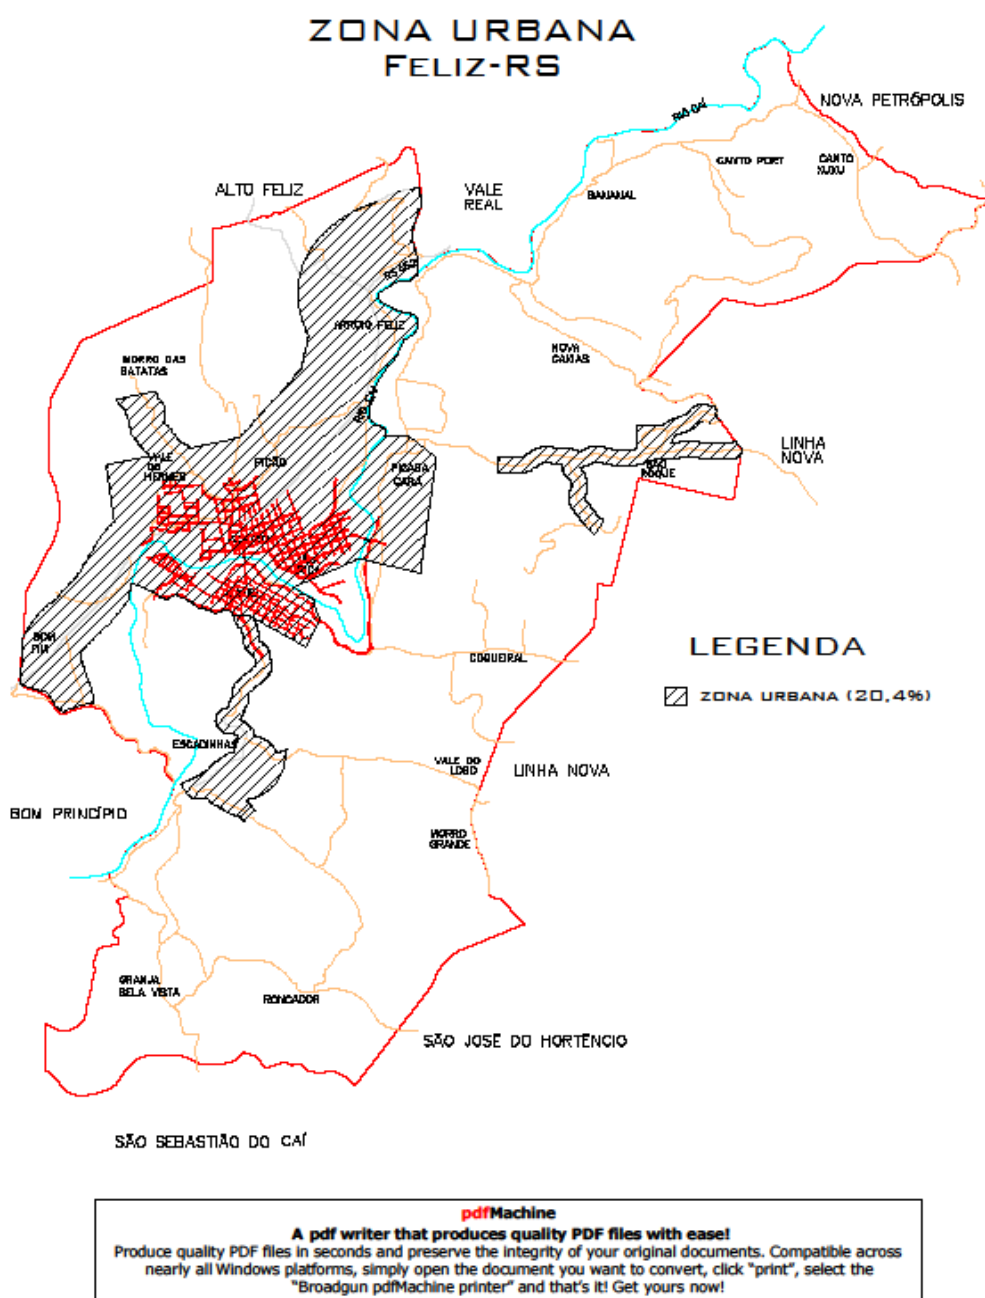 ZONA URBANA
FELIZ-RS
NOVA PETRÓPOLIS
RIO CAÍ
CANTO PORT
CANTO
XUXU
ALTO FELIZ
VALE
REAL
BANANAL
ARROIO FELIZ
NOVA
CAXIAS
MORRO DAS
BATATAS
LINHA
NOVA
VALE
DO
HERMES
PICÃO
PICADA
CARÁ
SÃO
ROQUE
BOM
FIM
COQUEIRAL
LEGENDA
ZONA URBANA (20,4%)
ESCADINHAS
VALE DO
LOBO
LINHA NOVA
BOM PRINCÍPIO
MORRO
GRANDE
GRANJA
BELA VISTA
RONCADOR
SÃO JOSÉ DO HORTÊNCIO
SÃO SEBASTIÃO DO CAÍ
pdfMachine
A pdf writer that produces quality PDF files with ease!
Produce quality PDF files in seconds and preserve the integrity of your original documents. Compatible across
nearly all Windows platforms, simply open the document you want to convert, click "print", select the
"Broadgun pdfMachine printer" and that's it! Get yours now!